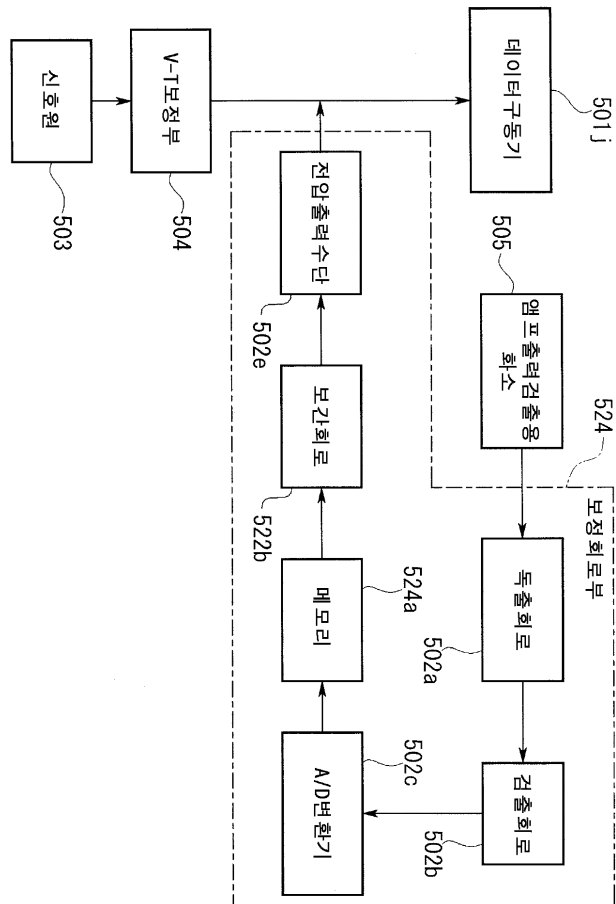 신호원
503
V-T보정부
504
데이터구동기
501j
전압출력수단
502e
보간회로
522b
메모리
524a
A/D변환기
502c
505
앰프출력검출용
화소
524
보정회로부
독출회로
502a
검출회로
502b